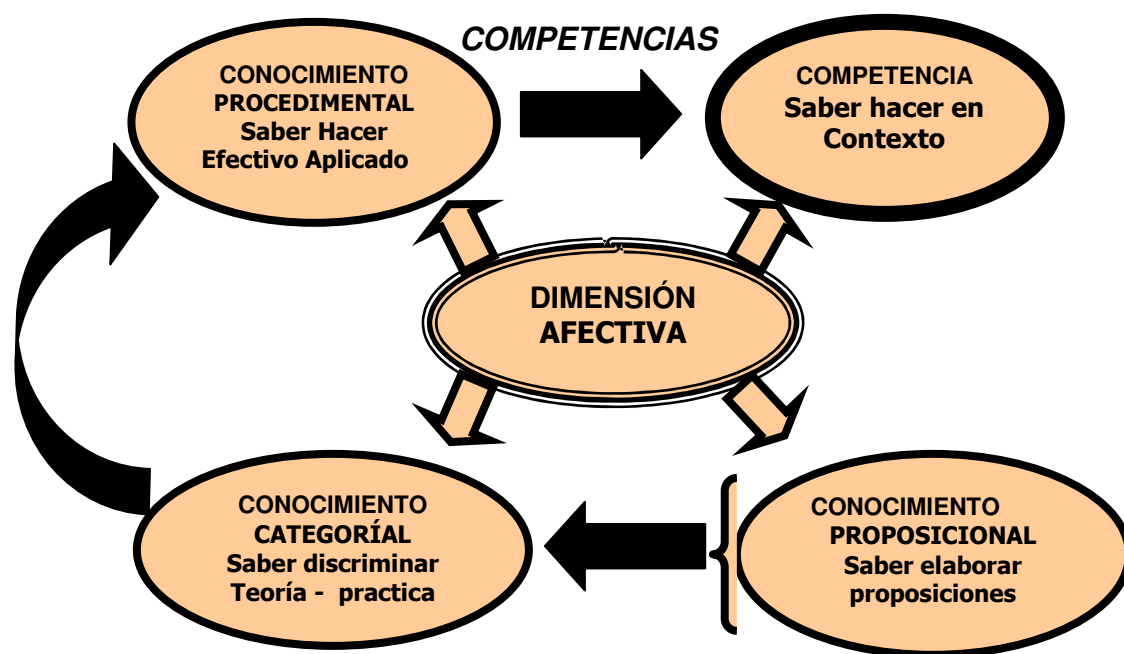 COMPETENCIAS
CONOCIMIENTO
PROCEDIMENTAL
Saber Hacer
Efectivo Aplicado
COMPETENCIA
Saber hacer en
Contexto
DIMENSIÓN
AFECTIVA
CONOCIMIENTO
CATEGORÍAL
Saber discriminar
Teoría - practica
CONOCIMIENTO
PROPOSICIONAL
Saber elaborar
proposiciones